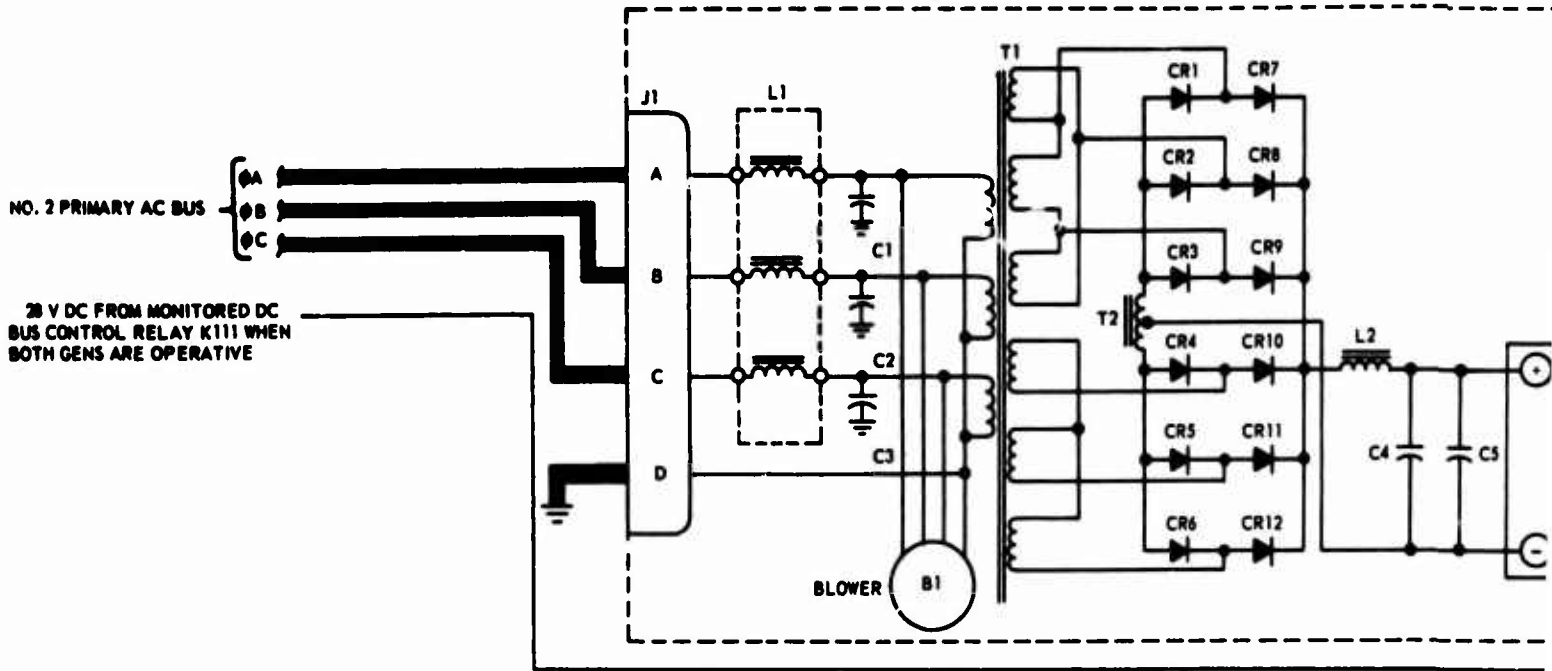 T1
CR1
CR7
J1
L1
A
CR2
CR8
ϕA
NO. 2 PRIMARY AC BUS
ϕB
ϕC
C1
B
CR3
CR9
28 V DC FROM MONITORED DC
BUS CONTROL RELAY K111 WHEN
BOTH GENS ARE OPERATIVE
T2
CR4
CR10
L2
C2
C
+
CR5
CR11
C3
C4
C5
D
CR6
CR12
BLOWER
B1
−